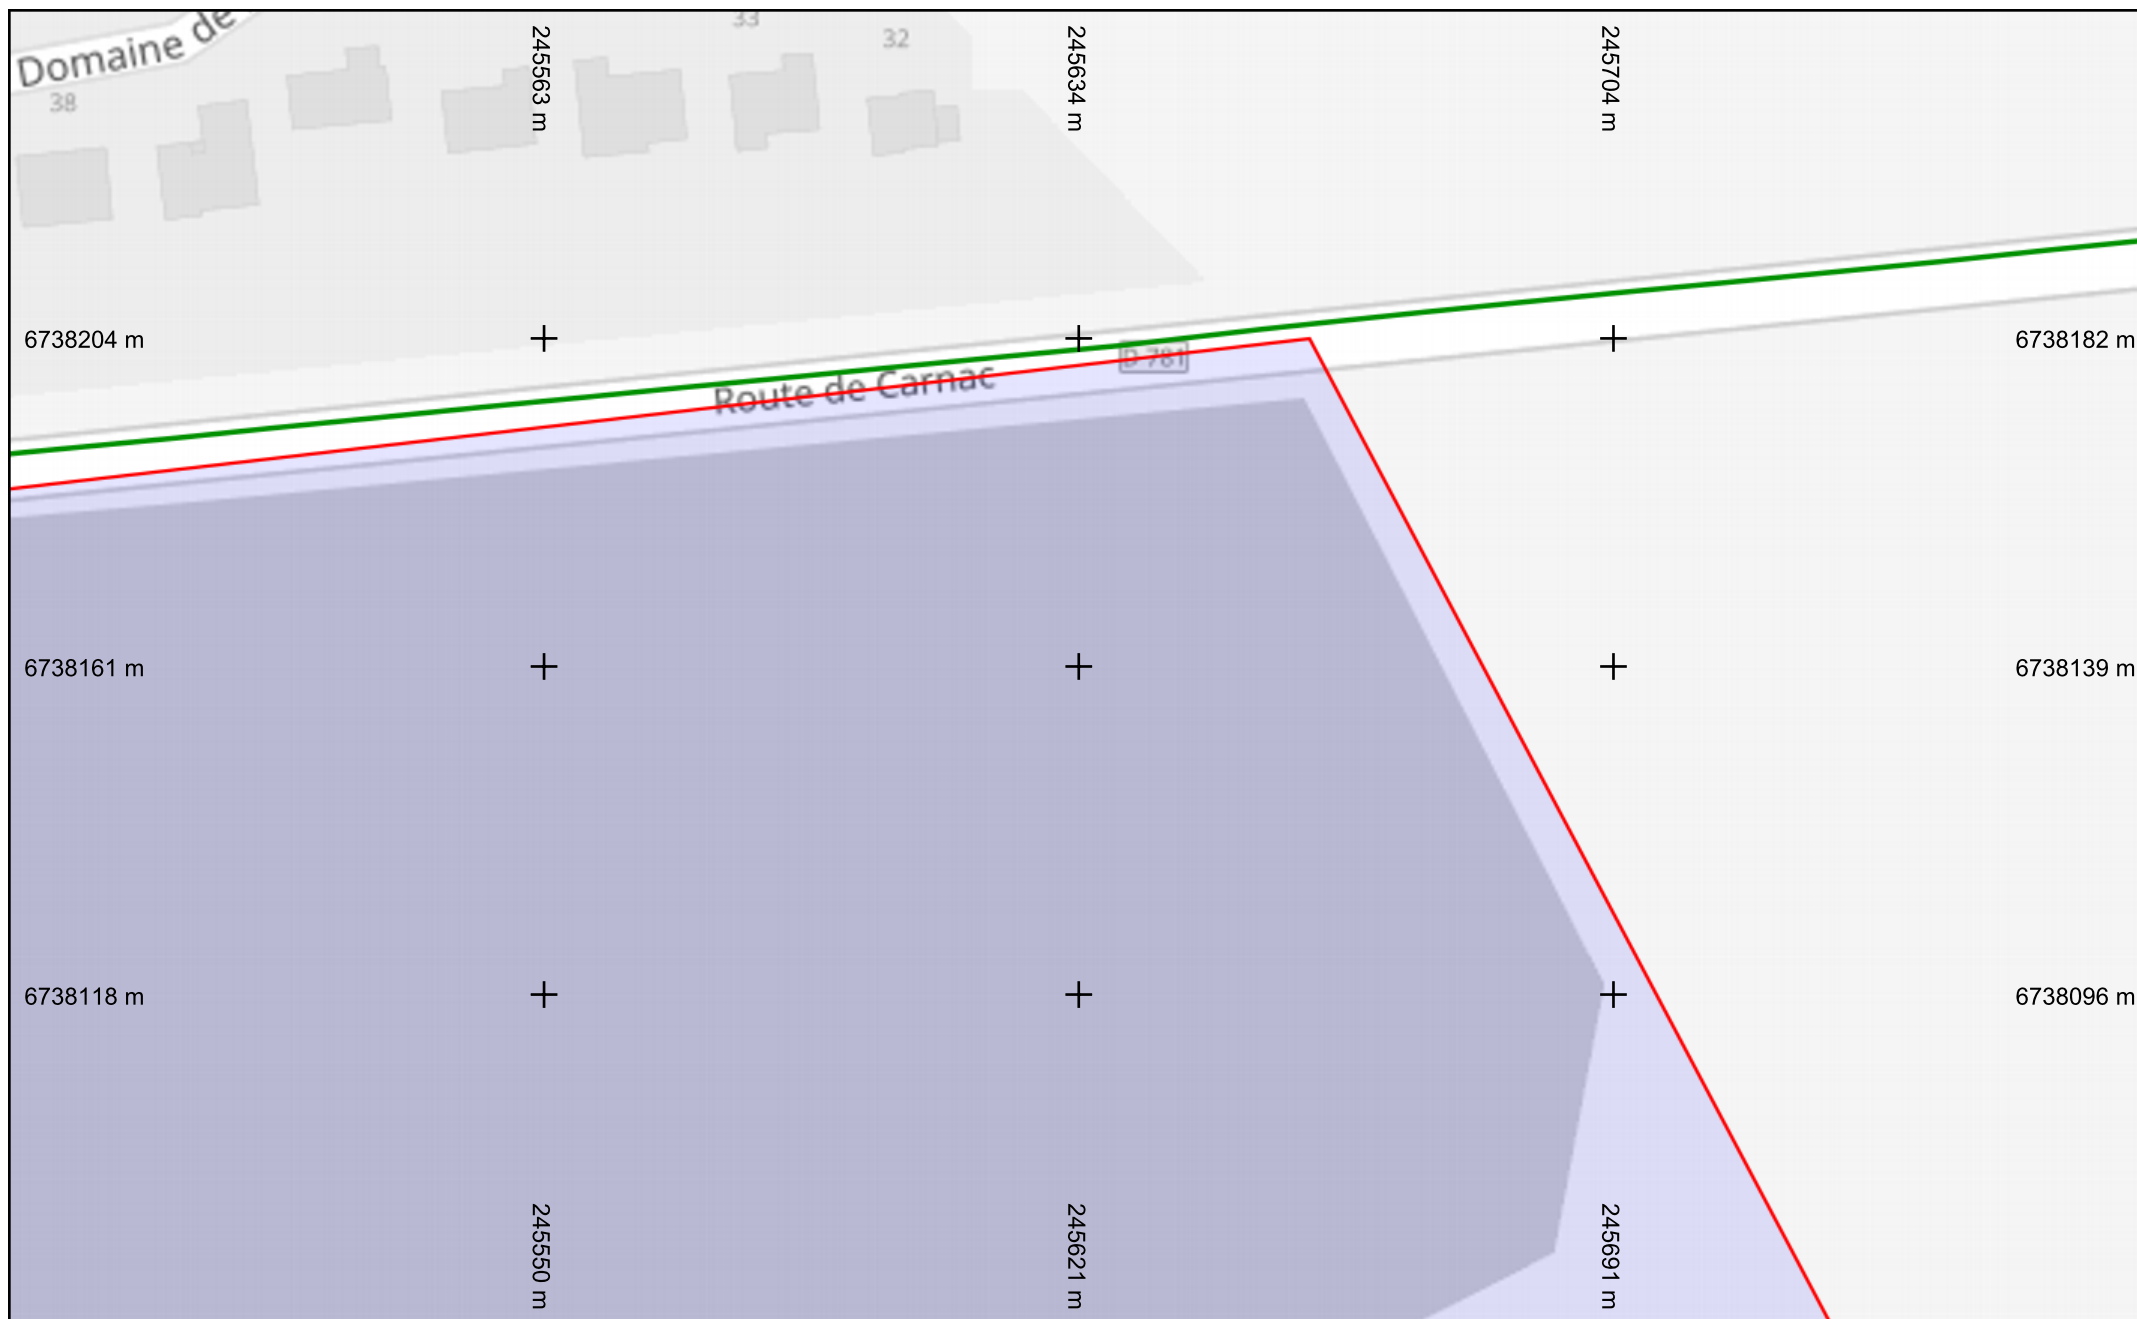 Domaine de
38
33
32
245563 m
245634 m
245704 m
6738204 m
6738182 m
D 781
Route de Carnac
6738161 m
6738139 m
6738118 m
6738096 m
245550 m
245621 m
245691 m